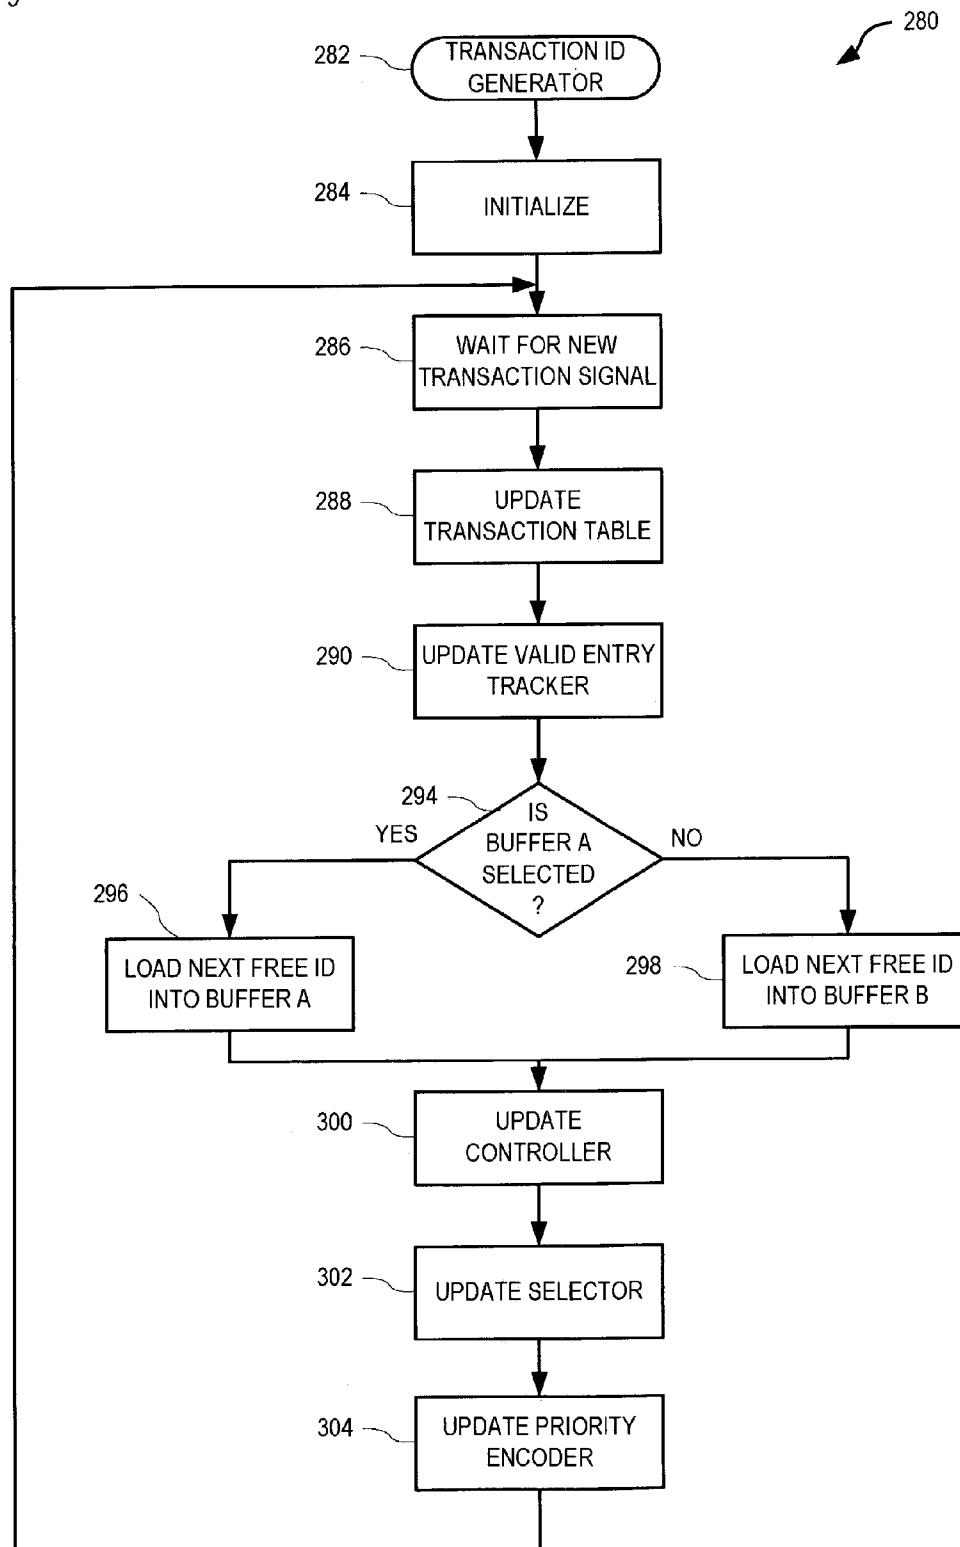 280
282
TRANSACTION ID
GENERATOR
284
INITIALIZE
286
WAIT FOR NEW
TRANSACTION SIGNAL
288
UPDATE
TRANSACTION TABLE
290
UPDATE VALID ENTRY
TRACKER
294
IS
BUFFER A
SELECTED
?
YES
NO
296
LOAD NEXT FREE ID
INTO BUFFER A
298
LOAD NEXT FREE ID
INTO BUFFER B
300
UPDATE
CONTROLLER
302
UPDATE SELECTOR
304
UPDATE PRIORITY
ENCODER